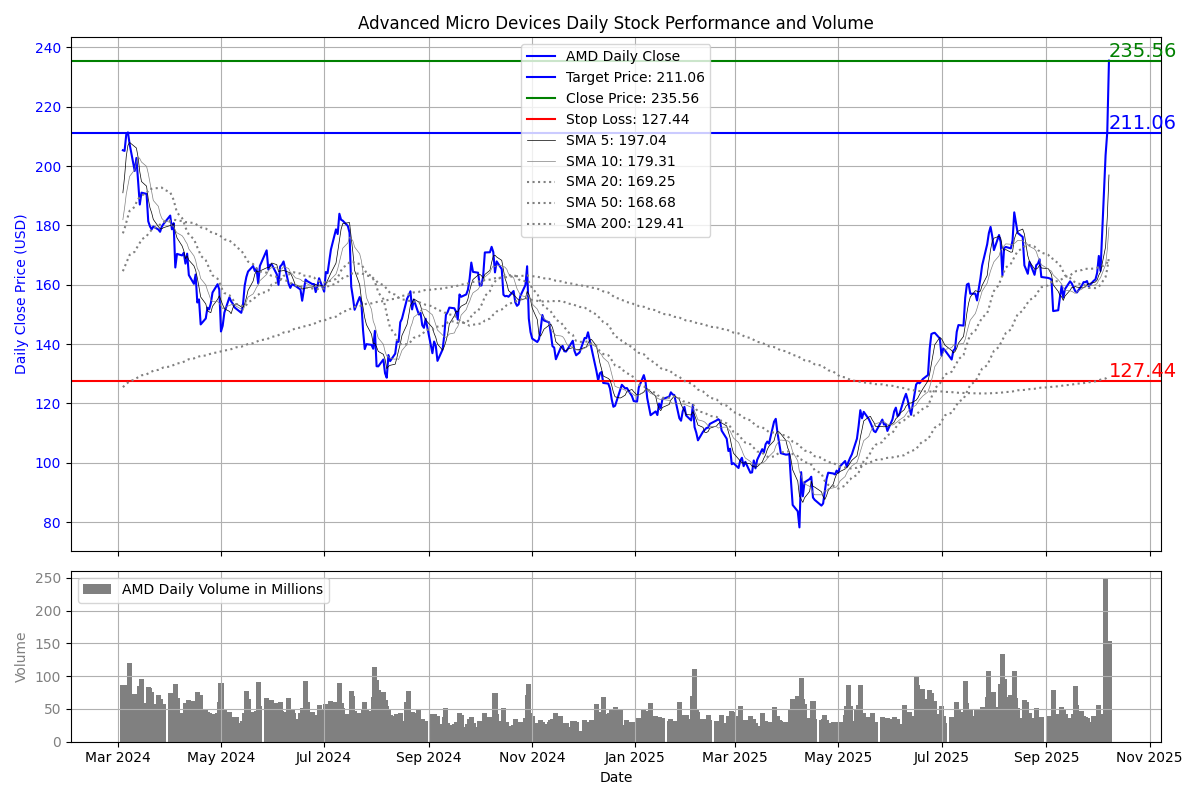 Advanced Micro Devices Daily Stock Performance and Volume
Daily Close Price (USD)
240
220
200
180
160
140
120
100
80
AMD Daily Close
Target Price: 211.06
Close Price: 235.56
Stop Loss: 127.44
SMA 5: 197.04
SMA 10: 179.31
SMA 20: 169.25
SMA 50: 168.68
SMA 200: 129.41
235.56
211.06
127.44
Volume
250
200
150
100
50
0
AMD Daily Volume in Millions
Mar 2024
May 2024
Jul 2024
Sep 2024
Nov 2024
Jan 2025
Mar 2025
May 2025
Jul 2025
Sep 2025
Nov 2025
Date